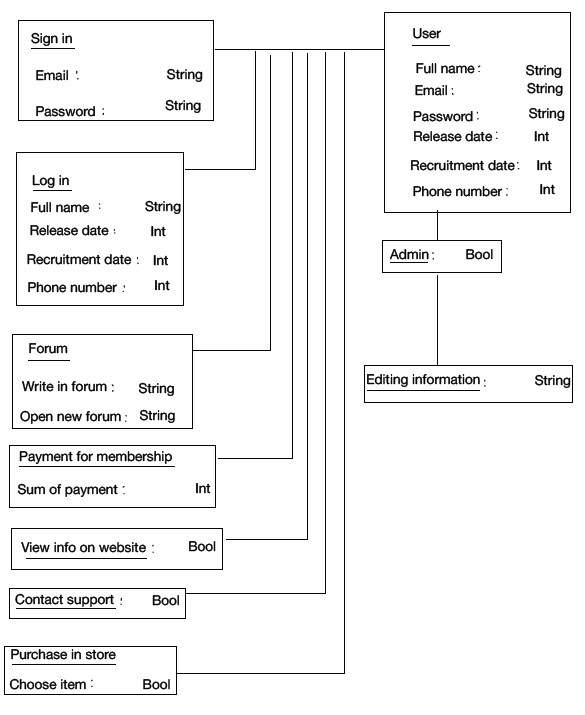 Sign in
Email : String
Password : String
Log in
Full name : String
Release date : Int
Recruitment date : Int
Phone number : Int
Forum
Write in forum : String
Open new forum : String
Payment for membership
Sum of payment : Int
View info on website : Bool
Contact support : Bool
Purchase in store
Choose item : Bool
User
Full name : String
Email : String
Password : String
Release date : Int
Recruitment date : Int
Phone number : Int
Admin : Bool
Editing information : String